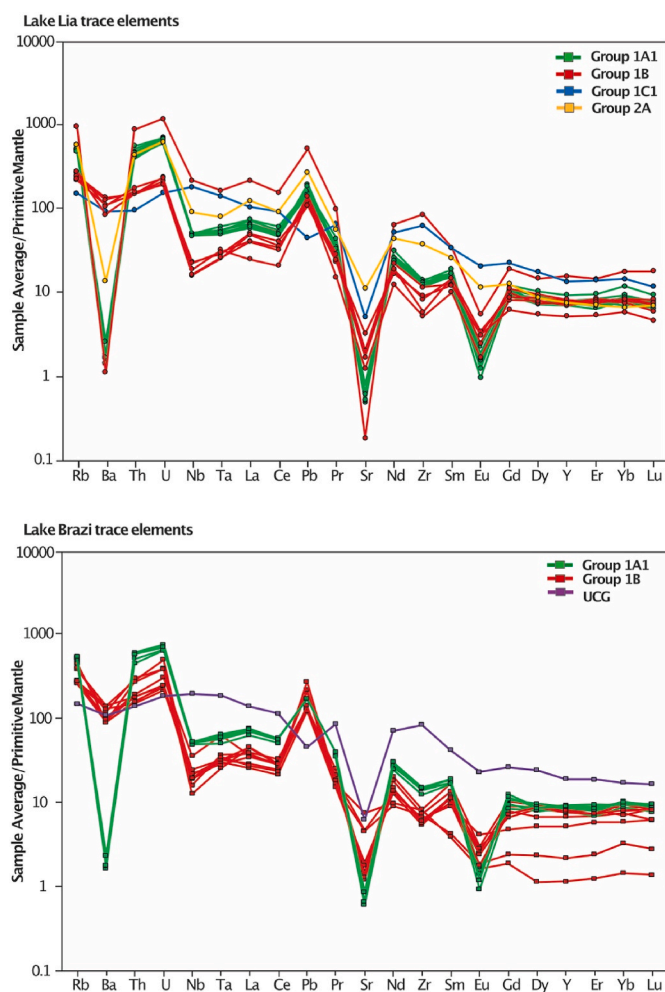 Lake Lia trace elements
10000
1000
100
10
1
0.1
Sample Average/PrimitiveMantle
Group 1A1
Group 1B
Group 1C1
Group 2A
Rb Ba Th U Nb Ta La Ce Pb Pr Sr Nd Zr Sm Eu Gd Dy Y Er Yb Lu
Lake Brazi trace elements
10000
1000
100
10
1
0.1
Sample Average/PrimitiveMantle
Group 1A1
Group 1B
UCG
Rb Ba Th U Nb Ta La Ce Pb Pr Sr Nd Zr Sm Eu Gd Dy Y Er Yb Lu